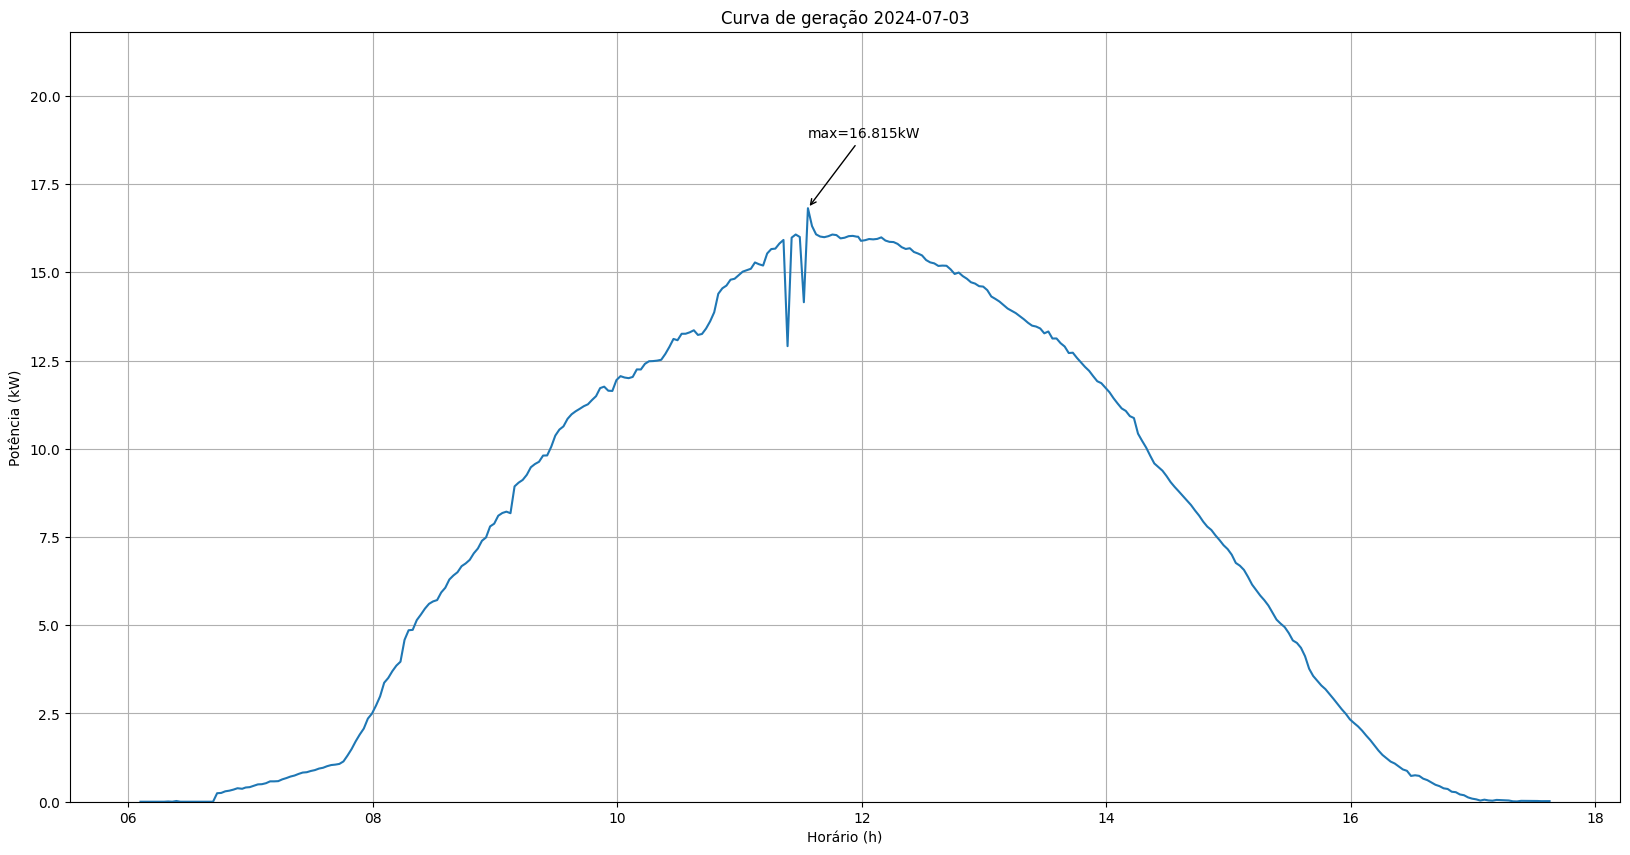 Curva de geração 2024-07-03
20.0
17.5
15.0
12.5
10.0
7.5
5.0
2.5
0.0
Potência (kW)
max=16.815kW
06 08 10 12 14 16 18
Horário (h)